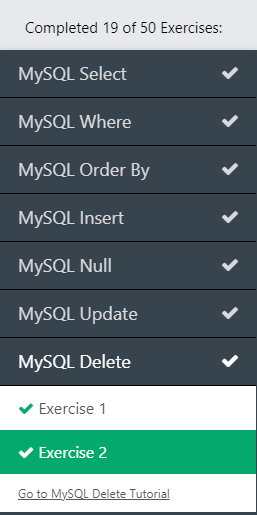 Completed 19 of 50 Exercises:
MySQL Select
MySQL Where
MySQL Order By
MySQL Insert
MySQL Null
MySQL Update
MySQL Delete
Exercise 1
Exercise 2
Go to MySQL Delete Tutorial